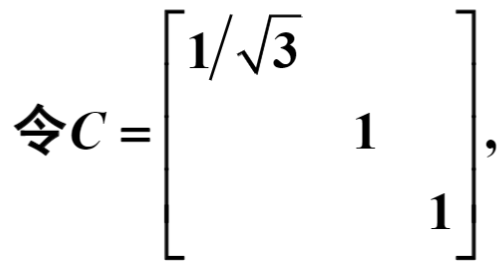 令C = [ 1/√3
1
1 ],